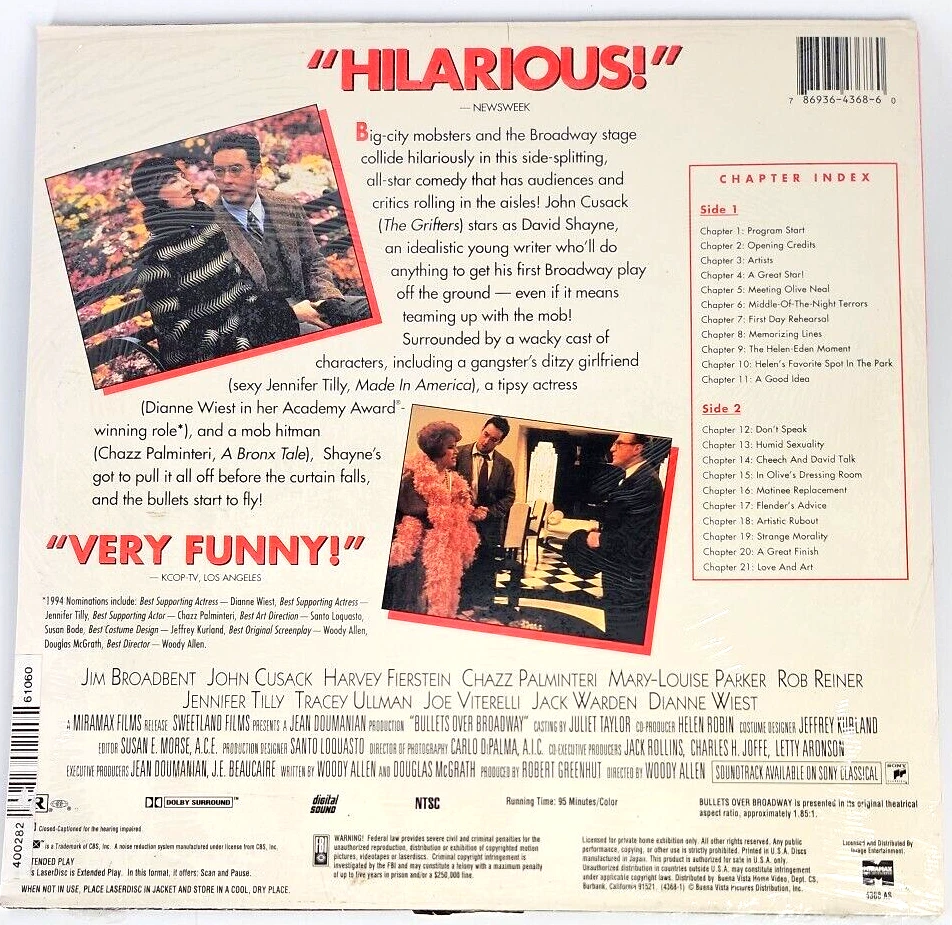 “HILARIOUS!”
— NEWSWEEK
7 86936-4368-6 0
Big-city mobsters and the Broadway stage
collide hilariously in this side-splitting,
all-star comedy that has audiences and
critics rolling in the aisles! John Cusack
(The Grifters) stars as David Shayne,
an idealistic young writer who'll do
anything to get his first Broadway play
off the ground — even if it means
teaming up with the mob!
Surrounded by a wacky cast of
characters, including a gangster's ditzy girlfriend
(sexy Jennifer Tilly, Made In America), a tipsy actress
(Dianne Wiest in her Academy Award®-
winning role*), and a mob hitman
(Chazz Palminteri, A Bronx Tale), Shayne's
got to pull it all off before the curtain falls,
and the bullets start to fly!
“VERY FUNNY!”
— KCOP-TV, LOS ANGELES
*1994 Nominations include: Best Supporting Actress — Dianne Wiest, Best Supporting Actress —
Jennifer Tilly, Best Supporting Actor — Chazz Palminteri, Best Art Direction — Santo Loquasto,
Susan Bode, Best Costume Design — Jeffrey Kurland, Best Original Screenplay — Woody Allen,
Douglas McGrath, Best Director — Woody Allen.
CHAPTER INDEX
Side 1
Chapter 1: Program Start
Chapter 2: Opening Credits
Chapter 3: Artists
Chapter 4: A Great Star!
Chapter 5: Meeting Olive Neal
Chapter 6: Middle-Of-The-Night Terrors
Chapter 7: First Day Rehearsal
Chapter 8: Memorizing Lines
Chapter 9: The Helen-Eden Moment
Chapter 10: Helen's Favorite Spot In The Park
Chapter 11: A Good Idea
Side 2
Chapter 12: Don't Speak
Chapter 13: Humid Sexuality
Chapter 14: Cheech And David Talk
Chapter 15: In Olive's Dressing Room
Chapter 16: Matinee Replacement
Chapter 17: Flender's Advice
Chapter 18: Artistic Rubout
Chapter 19: Strange Morality
Chapter 20: A Great Finish
Chapter 21: Love And Art
JIM BROADBENT JOHN CUSACK HARVEY FIERSTEIN CHAZZ PALMINTERI MARY-LOUISE PARKER ROB REINER
JENNIFER TILLY TRACEY ULLMAN JOE VITERELLI JACK WARDEN DIANNE WIEST
A MIRAMAX FILMS RELEASE SWEETLAND FILMS PRESENTS A JEAN DOUMANIAN PRODUCTION “BULLETS OVER BROADWAY” CASTING BY JULIET TAYLOR CO-PRODUCER HELEN ROBIN COSTUME DESIGNER JEFFREY KURLAND
EDITOR SUSAN E. MORSE, A.C.E. PRODUCTION DESIGNER SANTO LOQUASTO DIRECTOR OF PHOTOGRAPHY CARLO DiPALMA, A.I.C. CO-EXECUTIVE PRODUCERS JACK ROLLINS, CHARLES H. JOFFE, LETTY ARONSON
EXECUTIVE PRODUCERS JEAN DOUMANIAN, J.E. BEAUCAIRE WRITTEN BY WOODY ALLEN AND DOUGLAS McGRATH PRODUCED BY ROBERT GREENHUT DIRECTED BY WOODY ALLEN SOUNDTRACK AVAILABLE ON SONY CLASSICAL SONY
61060
400282
R
DOLBY SURROUND™
digital
SOUND
NTSC
Running Time: 95 Minutes/Color
BULLETS OVER BROADWAY is presented in its original theatrical
aspect ratio, approximately 1.85:1.
Closed-Captioned for the hearing impaired
is a Trademark of CBS, Inc. A noise reduction system manufactured under license from CBS, Inc.
TENDED PLAY
s LaserDisc is Extended Play. In this format, it offers: Scan and Pause.
WHEN NOT IN USE, PLACE LASERDISC IN JACKET AND STORE IN A COOL, DRY PLACE.
FBI
WARNING! Federal law provides severe civil and criminal penalties for the
unauthorized reproduction, distribution or exhibition of copyrighted motion
pictures, videotapes or laserdiscs. Criminal copyright infringement is
investigated by the FBI and may constitute a felony with a maximum penalty
of up to five years in prison and/or a $250,000 fine.
Licensed for private home exhibition only. All other rights reserved. Any public
performance, copying, or other use is strictly prohibited. Printed in U.S.A. Discs
manufactured in Japan. This product is authorized for sale in U.S.A. only.
Unauthorized distribution in countries outside U.S.A. may constitute infringement
under applicable copyright laws. Distributed by Buena Vista Home Video, Dept. CS,
Burbank, California 91521. (4368-1) © Buena Vista Pictures Distribution, Inc.
Licensed and Distributed By
Image Entertainment.
MIRAMAX
4368 AS